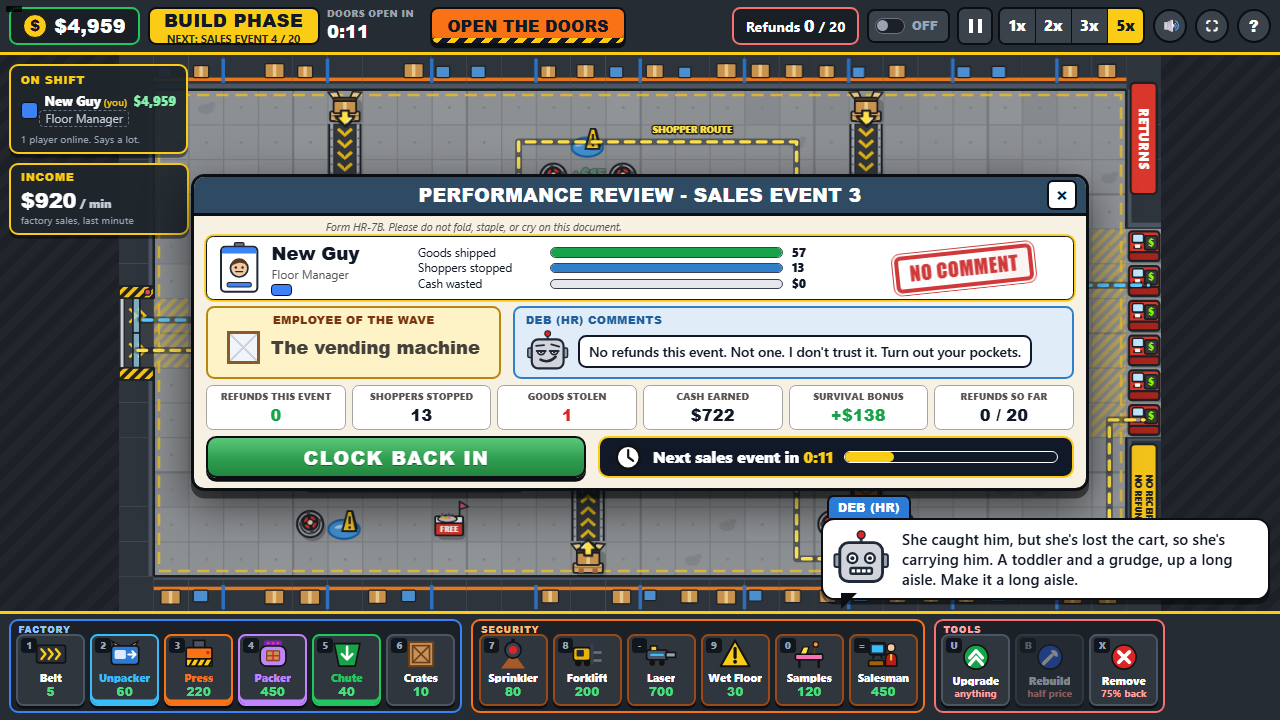 $4,959
BUILD PHASE
NEXT: SALES EVENT 4 / 20
DOORS OPEN IN
0:11
OPEN THE DOORS
Refunds 0 / 20
OFF
1x
2x
3x
5x
?
ON SHIFT
New Guy (you) $4,959
Floor Manager
1 player online. Says a lot.
INCOME
$920 / min
factory sales, last minute
SHOPPER ROUTE
RETURNS
PERFORMANCE REVIEW - SALES EVENT 3
Form HR-7B. Please do not fold, staple, or cry on this document.
New Guy
Floor Manager
Goods shipped 57
Shoppers stopped 13
Cash wasted $0
NO COMMENT
EMPLOYEE OF THE WAVE
The vending machine
DEB (HR) COMMENTS
No refunds this event. Not one. I don't trust it. Turn out your pockets.
REFUNDS THIS EVENT
0
SHOPPERS STOPPED
13
GOODS STOLEN
1
CASH EARNED
$722
SURVIVAL BONUS
+$138
REFUNDS SO FAR
0 / 20
CLOCK BACK IN
Next sales event in 0:11
FREE
DEB (HR)
She caught him, but she's lost the cart, so she's
carrying him. A toddler and a grudge, up a long
aisle. Make it a long aisle.
FACTORY
1
Belt
5
2
Unpacker
60
3
Press
220
4
Packer
450
5
Chute
40
6
Crates
10
SECURITY
7
Sprinkler
80
8
Forklift
200
-
Laser
700
9
Wet Floor
30
0
Samples
120
=
Salesman
450
TOOLS
U
Upgrade
anything
B
Rebuild
half price
X
Remove
75% back